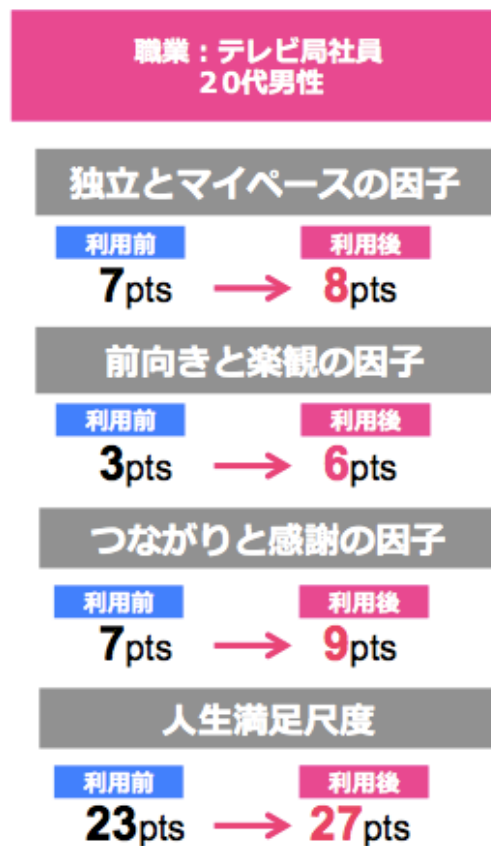 職業：テレビ局社員
20代男性
独立とマイペースの因子
利用前 利用後
7pts → 8pts
前向きと楽観の因子
利用前 利用後
3pts → 6pts
つながりと感謝の因子
利用前 利用後
7pts → 9pts
人生満足尺度
利用前 利用後
23pts → 27pts